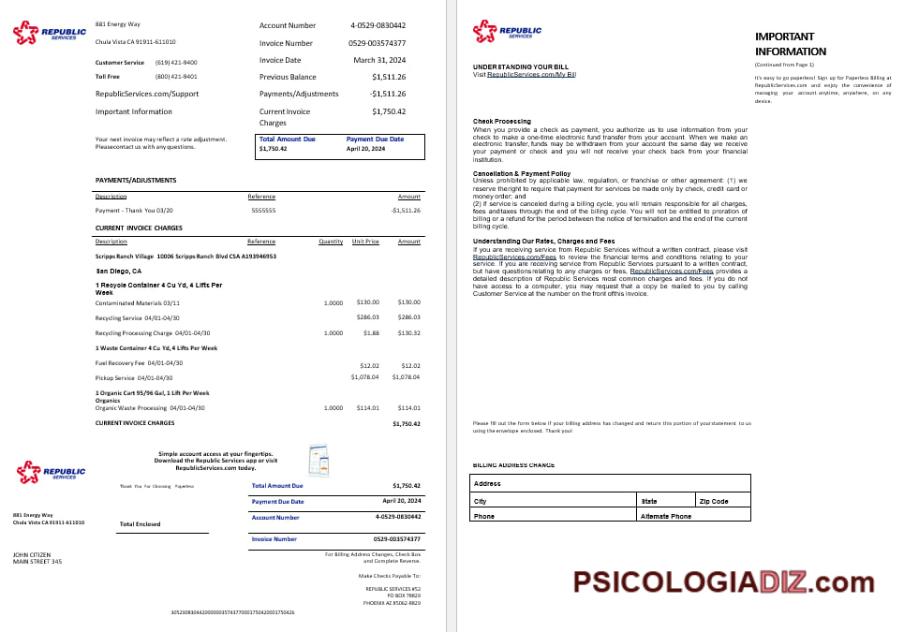 REPUBLIC
SERVICES
881 Energy Way
Chula Vista CA 91911-611010
Customer Service (619) 421-9400
Toll Free (800) 421-9401
RepublicServices.com/Support
Important Information
Account Number 4-0529-0830442
Invoice Number 0529-003574377
Invoice Date March 31, 2024
Previous Balance $1,511.26
Payments/Adjustments -$1,511.26
Current Invoice $1,750.42
Charges
Your next invoice may reflect a rate adjustment.
Please contact us with any questions.
Total Amount Due Payment Due Date
$1,750.42 April 20, 2024
PAYMENTS/ADJUSTMENTS
Description Reference Amount
Payment - Thank You 03/20 5555555 -$1,511.26
CURRENT INVOICE CHARGES
Description Reference Quantity Unit Price Amount
Scripps Ranch Village 10006 Scripps Ranch Blvd CSA A193946953
San Diego, CA
1 Recycle Container 4 Cu Yd, 4 Lifts Per
Week
Contaminated Materials 03/11 1.0000 $130.00 $130.00
Recycling Service 04/01-04/30 $286.03 $286.03
Recycling Processing Charge 04/01-04/30 1.0000 $1.88 $130.32
1 Waste Container 4 Cu Yd, 4 Lifts Per Week
Fuel Recovery Fee 04/01-04/30 $12.02 $12.02
Pickup Service 04/01-04/30 $1,078.04 $1,078.04
1 Organic Cart 95/96 Gal, 1 Lift Per Week
Organics
Organic Waste Processing 04/01-04/30 1.0000 $114.01 $114.01
CURRENT INVOICE CHARGES $1,750.42
Simple account access at your fingertips.
Download the Republic Services app or visit
RepublicServices.com today.
REPUBLIC
SERVICES
Thank You For Choosing Paperless
Total Amount Due $1,750.42
Payment Due Date April 20, 2024
Account Number 4-0529-0830442
Invoice Number 0529-003574377
881 Energy Way
Chula Vista CA 91911-611010
Total Enclosed
JOHN CITIZEN
MAIN STREET 345
For Billing Address Changes, Check Box
and Complete Reverse.
Make Checks Payable To:
REPUBLIC SERVICES #52
PO BOX 78829
PHOENIX AZ 85062-8829
REPUBLIC
SERVICES
UNDERSTANDING YOUR BILL
Visit RepublicServices.com/My Bill
IMPORTANT
INFORMATION
(Continued from Page 1)
It's easy to go paperless! Sign up for Paperless Billing at
RepublicServices.com and enjoy the convenience of
managing your account anytime, anywhere, on any
device.
Check Processing
When you provide a check as payment, you authorize us to use information from your
check to make a one-time electronic fund transfer from your account. When we make an
electronic transfer, funds may be withdrawn from your account the same day we receive
your payment or check and you will not receive your check back from your financial
institution.
Cancellation & Payment Policy
Unless prohibited by applicable law, regulation, or franchise or other agreement: (1) we
reserve the right to require that payment for services be made only by check, credit card or
money order; and
(2) If service is canceled during a billing cycle, you will remain responsible for all charges,
fees and taxes through the end of the billing cycle. You will not be entitled to proration of
billing or a refund for the period between the notice of termination and the end of the current
billing cycle.
Understanding Our Rates, Charges and Fees
If you are receiving service from Republic Services without a written contract, please visit
RepublicServices.com/Fees to review the financial terms and conditions relating to your
service. If you are receiving service from Republic Services pursuant to a written contract,
but have questions relating to any charges or fees, RepublicServices.com/Fees provides a
detailed description of Republic Services most common charges and fees. If you do not
have access to a computer, you may request that a copy be mailed to you by calling
Customer Service at the number on the front of this invoice.
Please fill out the form below if your billing address has changed and return this portion of your statement to us
using the envelope enclosed. Thank you!
BILLING ADDRESS CHANGE
Address
City State Zip Code
Phone Alternate Phone
PSICOLOGIADIZ.com